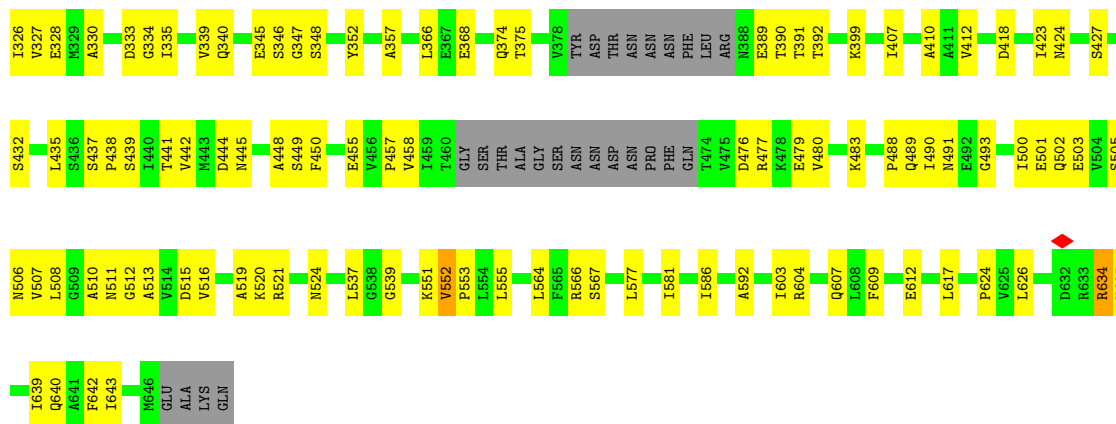 I326 V327 E328 M329 A330 D333 G334 I335 V339 Q340 E345 S346 G347 S348 Y352 A357 L366 E367 E368 Q374 T375 V378 TYR ASP THR ASN ASN ASN PHE LEU ARG N388 E389 T390 T391 T392 K399 I407 A410 A411 V412 D418 I423 N424 S427
S432 L435 S436 S437 P438 S439 I440 T441 V442 M443 D444 N445 A448 S449 F450 E455 V456 P457 V458 I459 T460 GLY SER THR ALA GLY SER ASN ASN ASP ASN PRO PHE GLN T474 V475 D476 R477 K478 E479 V480 K483 P488 Q489 I490 N491 E492 G493 I500 E501 Q502 E503 V504 S505
N506 V507 L508 G509 A510 N511 G512 A513 V514 D515 V516 A519 K520 R521 N524 L537 G538 G539 K551 V552 P553 L554 L555 L564 F565 R566 S567 L577 I581 I586 A592 I603 R604 Q607 L608 F609 E612 L617 P624 V625 L626 D632 R633 R634
I639 Q640 A641 F642 I643 M646 GLU ALA LYS GLN